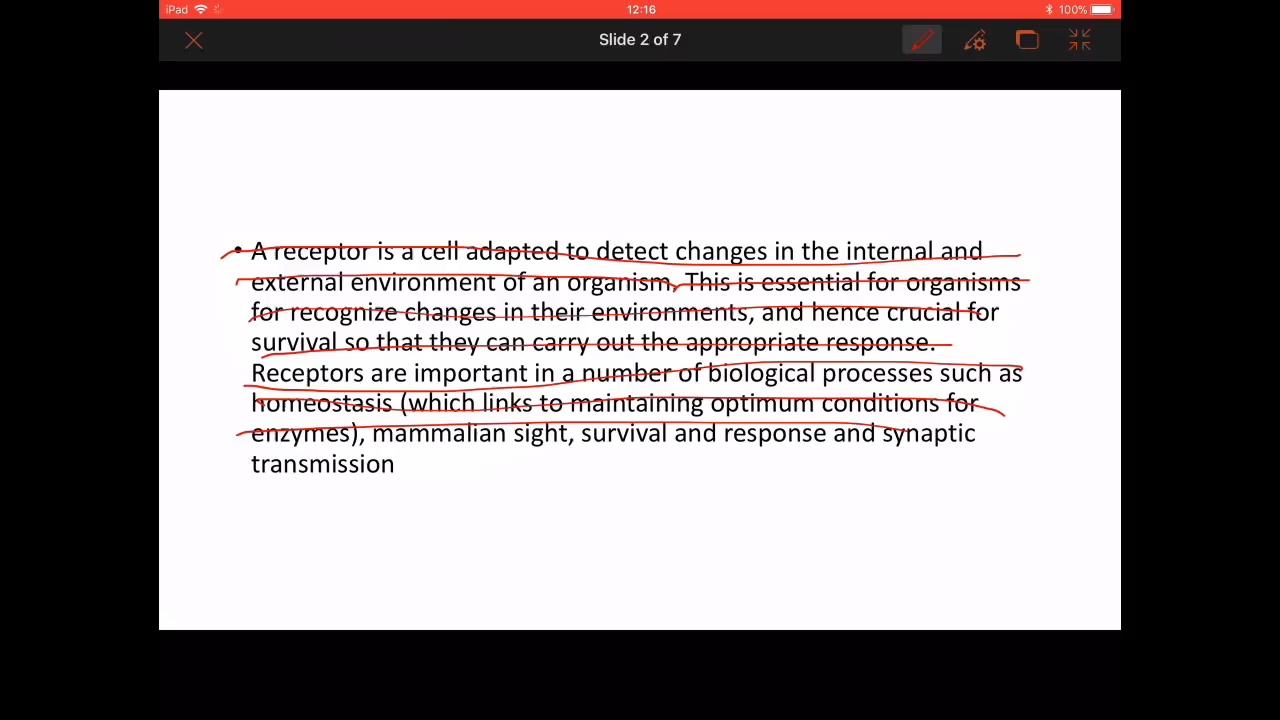 iPad 12:16 100%
Slide 2 of 7
• A receptor is a cell adapted to detect changes in the internal and
external environment of an organism. This is essential for organisms
for recognize changes in their environments, and hence crucial for
survival so that they can carry out the appropriate response.
Receptors are important in a number of biological processes such as
homeostasis (which links to maintaining optimum conditions for
enzymes), mammalian sight, survival and response and synaptic
transmission